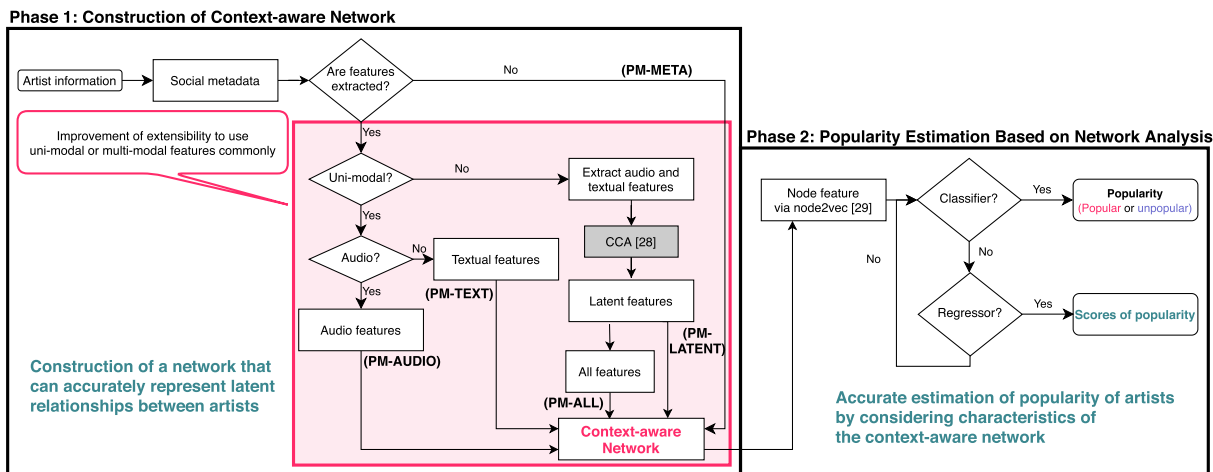 Phase 1: Construction of Context-aware Network
Artist information
Social metadata
Are features
extracted?
No
(PM-META)
Yes
Improvement of extensibility to use
uni-modal or multi-modal features commonly
Uni-modal?
No
Extract audio and
textual features
Yes
CCA [28]
Audio?
No
Textual features
(PM-TEXT)
Yes
Latent features
Audio features
(PM-AUDIO)
(PM-
LATENT)
All features
(PM-ALL)
Construction of a network that
can accurately represent latent
relationships between artists
Context-aware
Network
Phase 2: Popularity Estimation Based on Network Analysis
Node feature
via node2vec [29]
Classifier?
Yes
Popularity
(Popular or unpopular)
No
No
Regressor?
Yes
Scores of popularity
Accurate estimation of popularity of artists
by considering characteristics of
the context-aware network